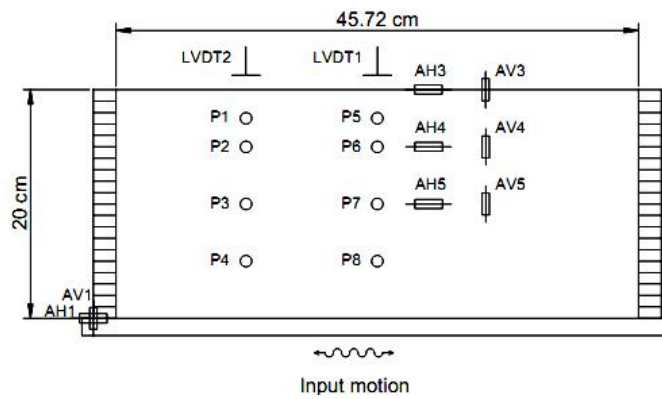 45.72 cm
LVDT2 LVDT1 AH3 AV3
P1 P5
P2 P6 AH4 AV4
20 cm
P3 P7 AH5 AV5
P4 P8
AV1
AH1
Input motion